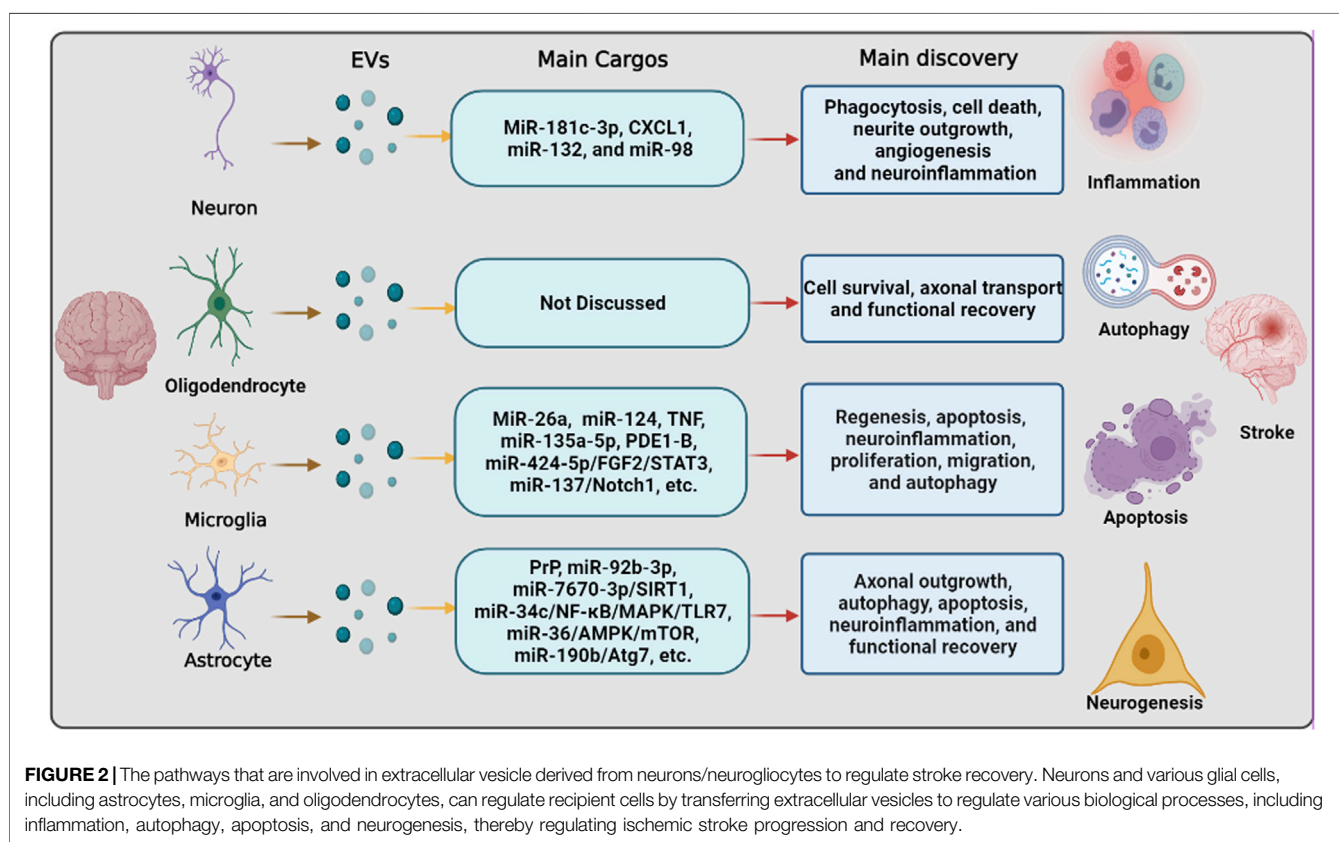 EVs
Main Cargos
Main discovery
MiR-181c-3p, CXCL1,
miR-132, and miR-98
Phagocytosis, cell death,
neurite outgrowth,
angiogenesis
and neuroinflammation
Neuron
Inflammation
Not Discussed
Cell survival, axonal transport
and functional recovery
Oligodendrocyte
Autophagy
MiR-26a, miR-124, TNF,
miR-135a-5p, PDE1-B,
miR-424-5p/FGF2/STAT3,
miR-137/Notch1, etc.
Regenesis, apoptosis,
neuroinflammation,
proliferation, migration,
and autophagy
Microglia
Apoptosis
Stroke
PrP, miR-92b-3p,
miR-7670-3p/SIRT1,
miR-34c/NF-κB/MAPK/TLR7,
miR-36/AMPK/mTOR,
miR-190b/Atg7, etc.
Axonal outgrowth,
autophagy, apoptosis,
neuroinflammation, and
functional recovery
Astrocyte
Neurogenesis
FIGURE 2 | The pathways that are involved in extracellular vesicle derived from neurons/neurogliocytes to regulate stroke recovery. Neurons and various glial cells,
including astrocytes, microglia, and oligodendrocytes, can regulate recipient cells by transferring extracellular vesicles to regulate various biological processes, including
inflammation, autophagy, apoptosis, and neurogenesis, thereby regulating ischemic stroke progression and recovery.